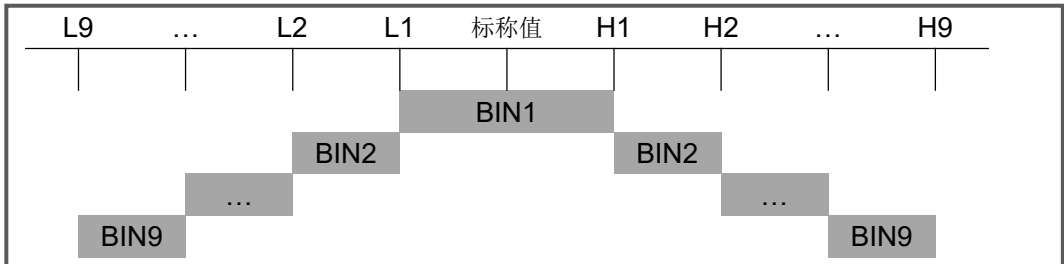 L9 … L2 L1 标称值 H1 H2 … H9
BIN1
BIN2 BIN2
… …
BIN9 BIN9